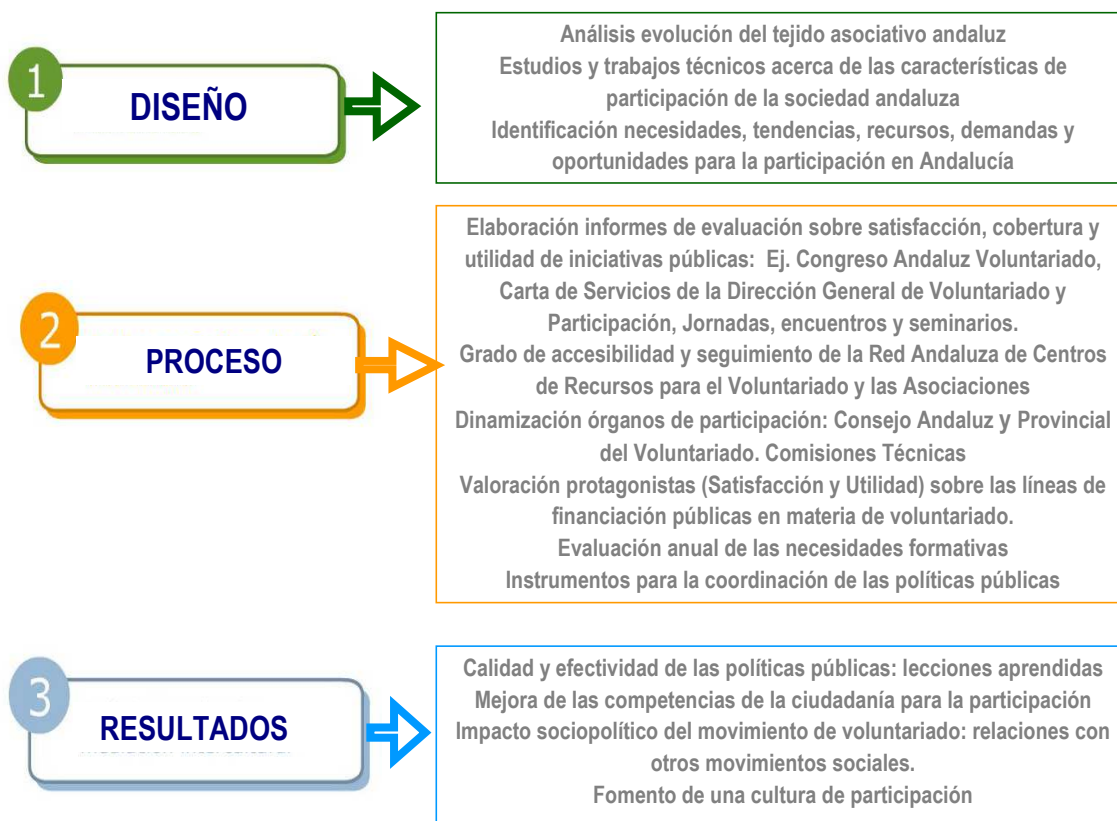 1
DISEÑO
Análisis evolución del tejido asociativo andaluz
Estudios y trabajos técnicos acerca de las características de
participación de la sociedad andaluza
Identificación necesidades, tendencias, recursos, demandas y
oportunidades para la participación en Andalucía
2
PROCESO
Elaboración informes de evaluación sobre satisfacción, cobertura y
utilidad de iniciativas públicas: Ej. Congreso Andaluz Voluntariado,
Carta de Servicios de la Dirección General de Voluntariado y
Participación, Jornadas, encuentros y seminarios.
Grado de accesibilidad y seguimiento de la Red Andaluza de Centros
de Recursos para el Voluntariado y las Asociaciones
Dinamización órganos de participación: Consejo Andaluz y Provincial
del Voluntariado. Comisiones Técnicas
Valoración protagonistas (Satisfacción y Utilidad) sobre las líneas de
financiación públicas en materia de voluntariado.
Evaluación anual de las necesidades formativas
Instrumentos para la coordinación de las políticas públicas
3
RESULTADOS
Calidad y efectividad de las políticas públicas: lecciones aprendidas
Mejora de las competencias de la ciudadanía para la participación
Impacto sociopolítico del movimiento de voluntariado: relaciones con
otros movimientos sociales.
Fomento de una cultura de participación